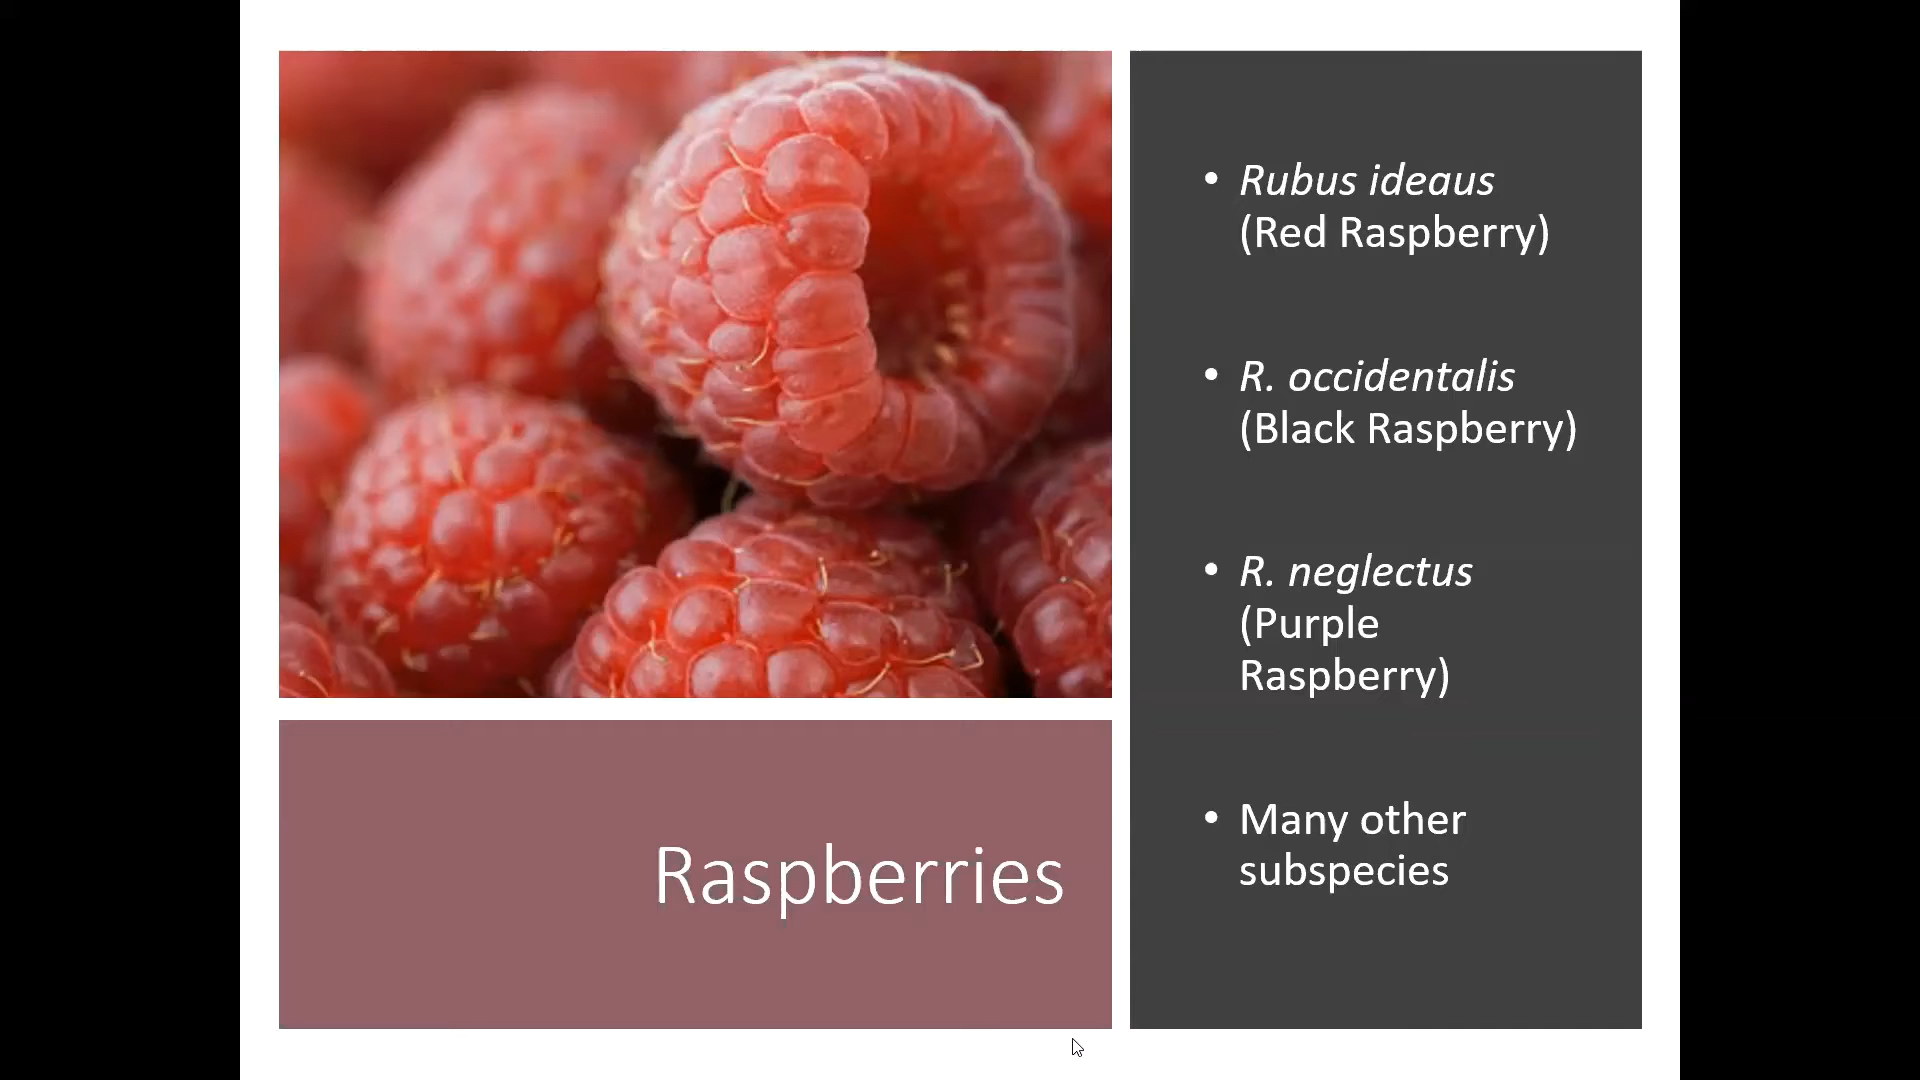 Raspberries
• Rubus ideaus
(Red Raspberry)
• R. occidentalis
(Black Raspberry)
• R. neglectus
(Purple
Raspberry)
• Many other
subspecies